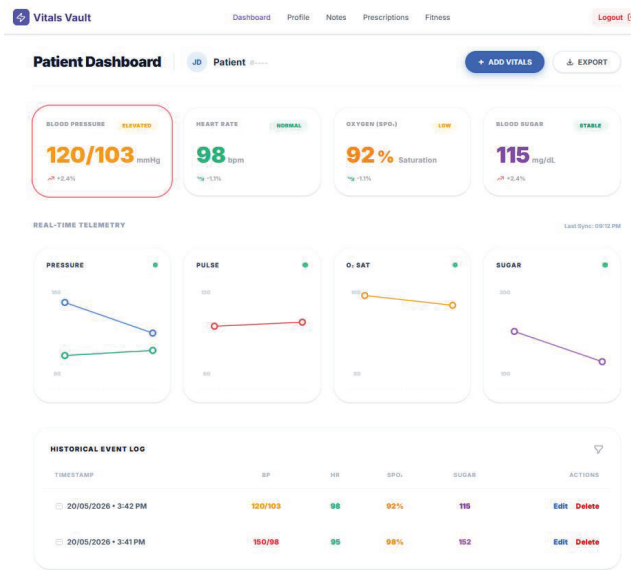 Vitals Vault
Dashboard Profile Notes Prescriptions Fitness Logout
Patient Dashboard JD Patient
+ ADD VITALS EXPORT
BLOOD PRESSURE ELEVATED
120/103 mmHg
+2.4%
HEART RATE NORMAL
98 bpm
-1.1%
OXYGEN (SPO₂) LOW
92% Saturation
-1.1%
BLOOD SUGAR STABLE
115 mg/dL
+2.4%
REAL-TIME TELEMETRY Last Sync: 09:12 PM
PRESSURE
PULSE
O₂ SAT
SUGAR
HISTORICAL EVENT LOG
TIMESTAMP BP HR SPO₂ SUGAR ACTIONS
20/05/2026 • 3:42 PM 120/103 98 92% 115 Edit Delete
20/05/2026 • 3:41 PM 150/98 95 98% 152 Edit Delete